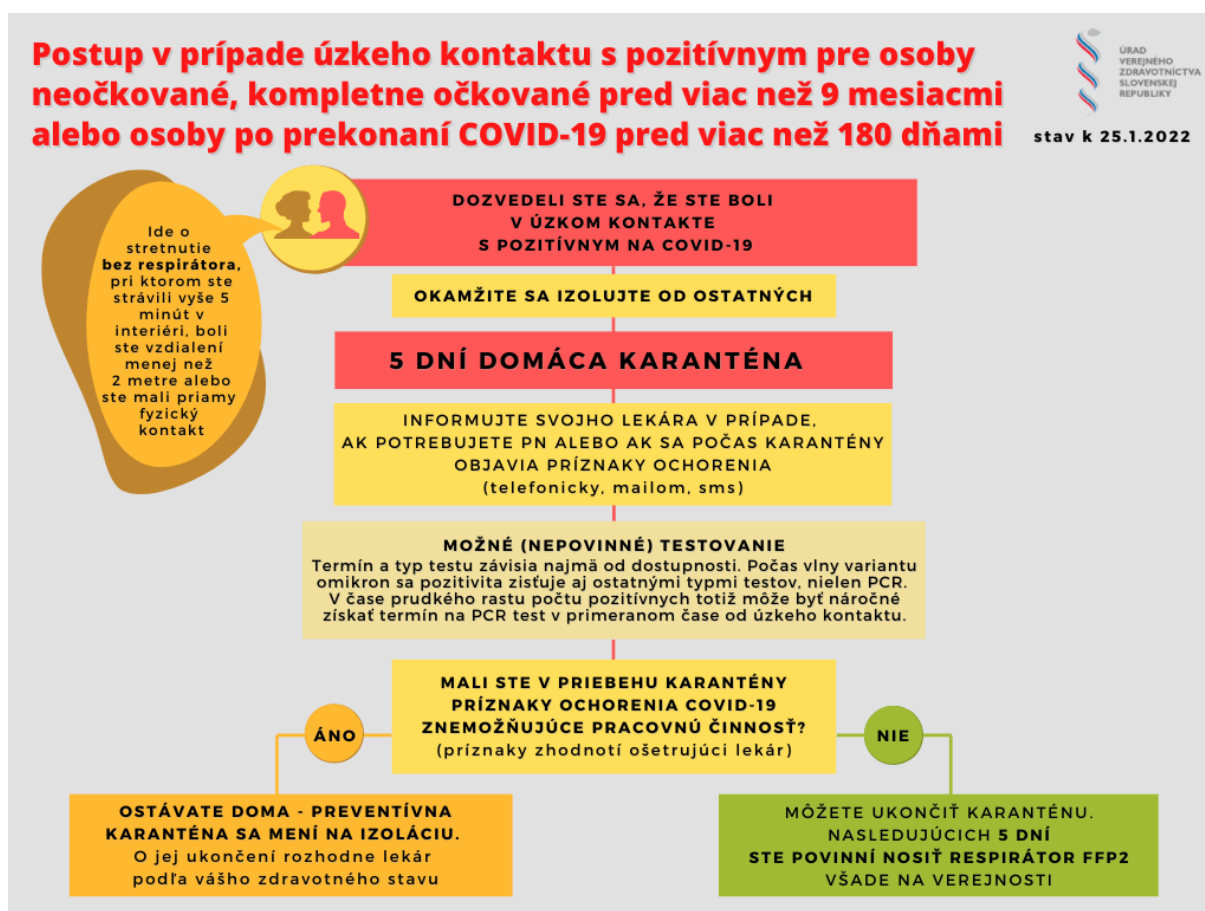 Postup v prípade úzkeho kontaktu s pozitívnym pre osoby
neočkované, kompletne očkované pred viac než 9 mesiacmi
alebo osoby po prekonaní COVID-19 pred viac než 180 dňami
ÚRAD
VEREJNÉHO
ZDRAVOTNÍCTVA
SLOVENSKEJ
REPUBLIKY
stav k 25.1.2022
Ide o
stretnutie
bez respirátora,
pri ktorom ste
strávili vyše 5
minút v
interiéri, boli
ste vzdialení
menej než
2 metre alebo
ste mali priamy
fyzický
kontakt
DOZVEDELI STE SA, ŽE STE BOLI
V ÚZKOM KONTAKTE
S POZITÍVNYM NA COVID-19
OKAMŽITE SA IZOLUJTE OD OSTATNÝCH
5 DNÍ DOMÁCA KARANTÉNA
INFORMUJTE SVOJHO LEKÁRA V PRÍPADE,
AK POTREBUJETE PN ALEBO AK SA POČAS KARANTÉNY
OBJAVIA PRÍZNAKY OCHORENIA
(telefonicky, mailom, sms)
MOŽNÉ (NEPOVINNÉ) TESTOVANIE
Termín a typ testu závisia najmä od dostupnosti. Počas vlny variantu
omikron sa pozitivita zisťuje aj ostatnými typmi testov, nielen PCR.
V čase prudkého rastu počtu pozitívnych totiž môže byť náročné
získať termín na PCR test v primeranom čase od úzkeho kontaktu.
MALI STE V PRIEBEHU KARANTÉNY
PRÍZNAKY OCHORENIA COVID-19
ZNEMOŽŇUJÚCE PRACOVNÚ ČINNOSŤ?
(príznaky zhodnotí ošetrujúci lekár)
ÁNO
NIE
OSTÁVATE DOMA - PREVENTÍVNA
KARANTÉNA SA MENÍ NA IZOLÁCIU.
O jej ukončení rozhodne lekár
podľa vášho zdravotného stavu
MÔŽETE UKONČIŤ KARANTÉNU.
NASLEDUJÚCICH 5 DNÍ
STE POVINNÍ NOSIŤ RESPIRÁTOR FFP2
VŠADE NA VEREJNOSTI